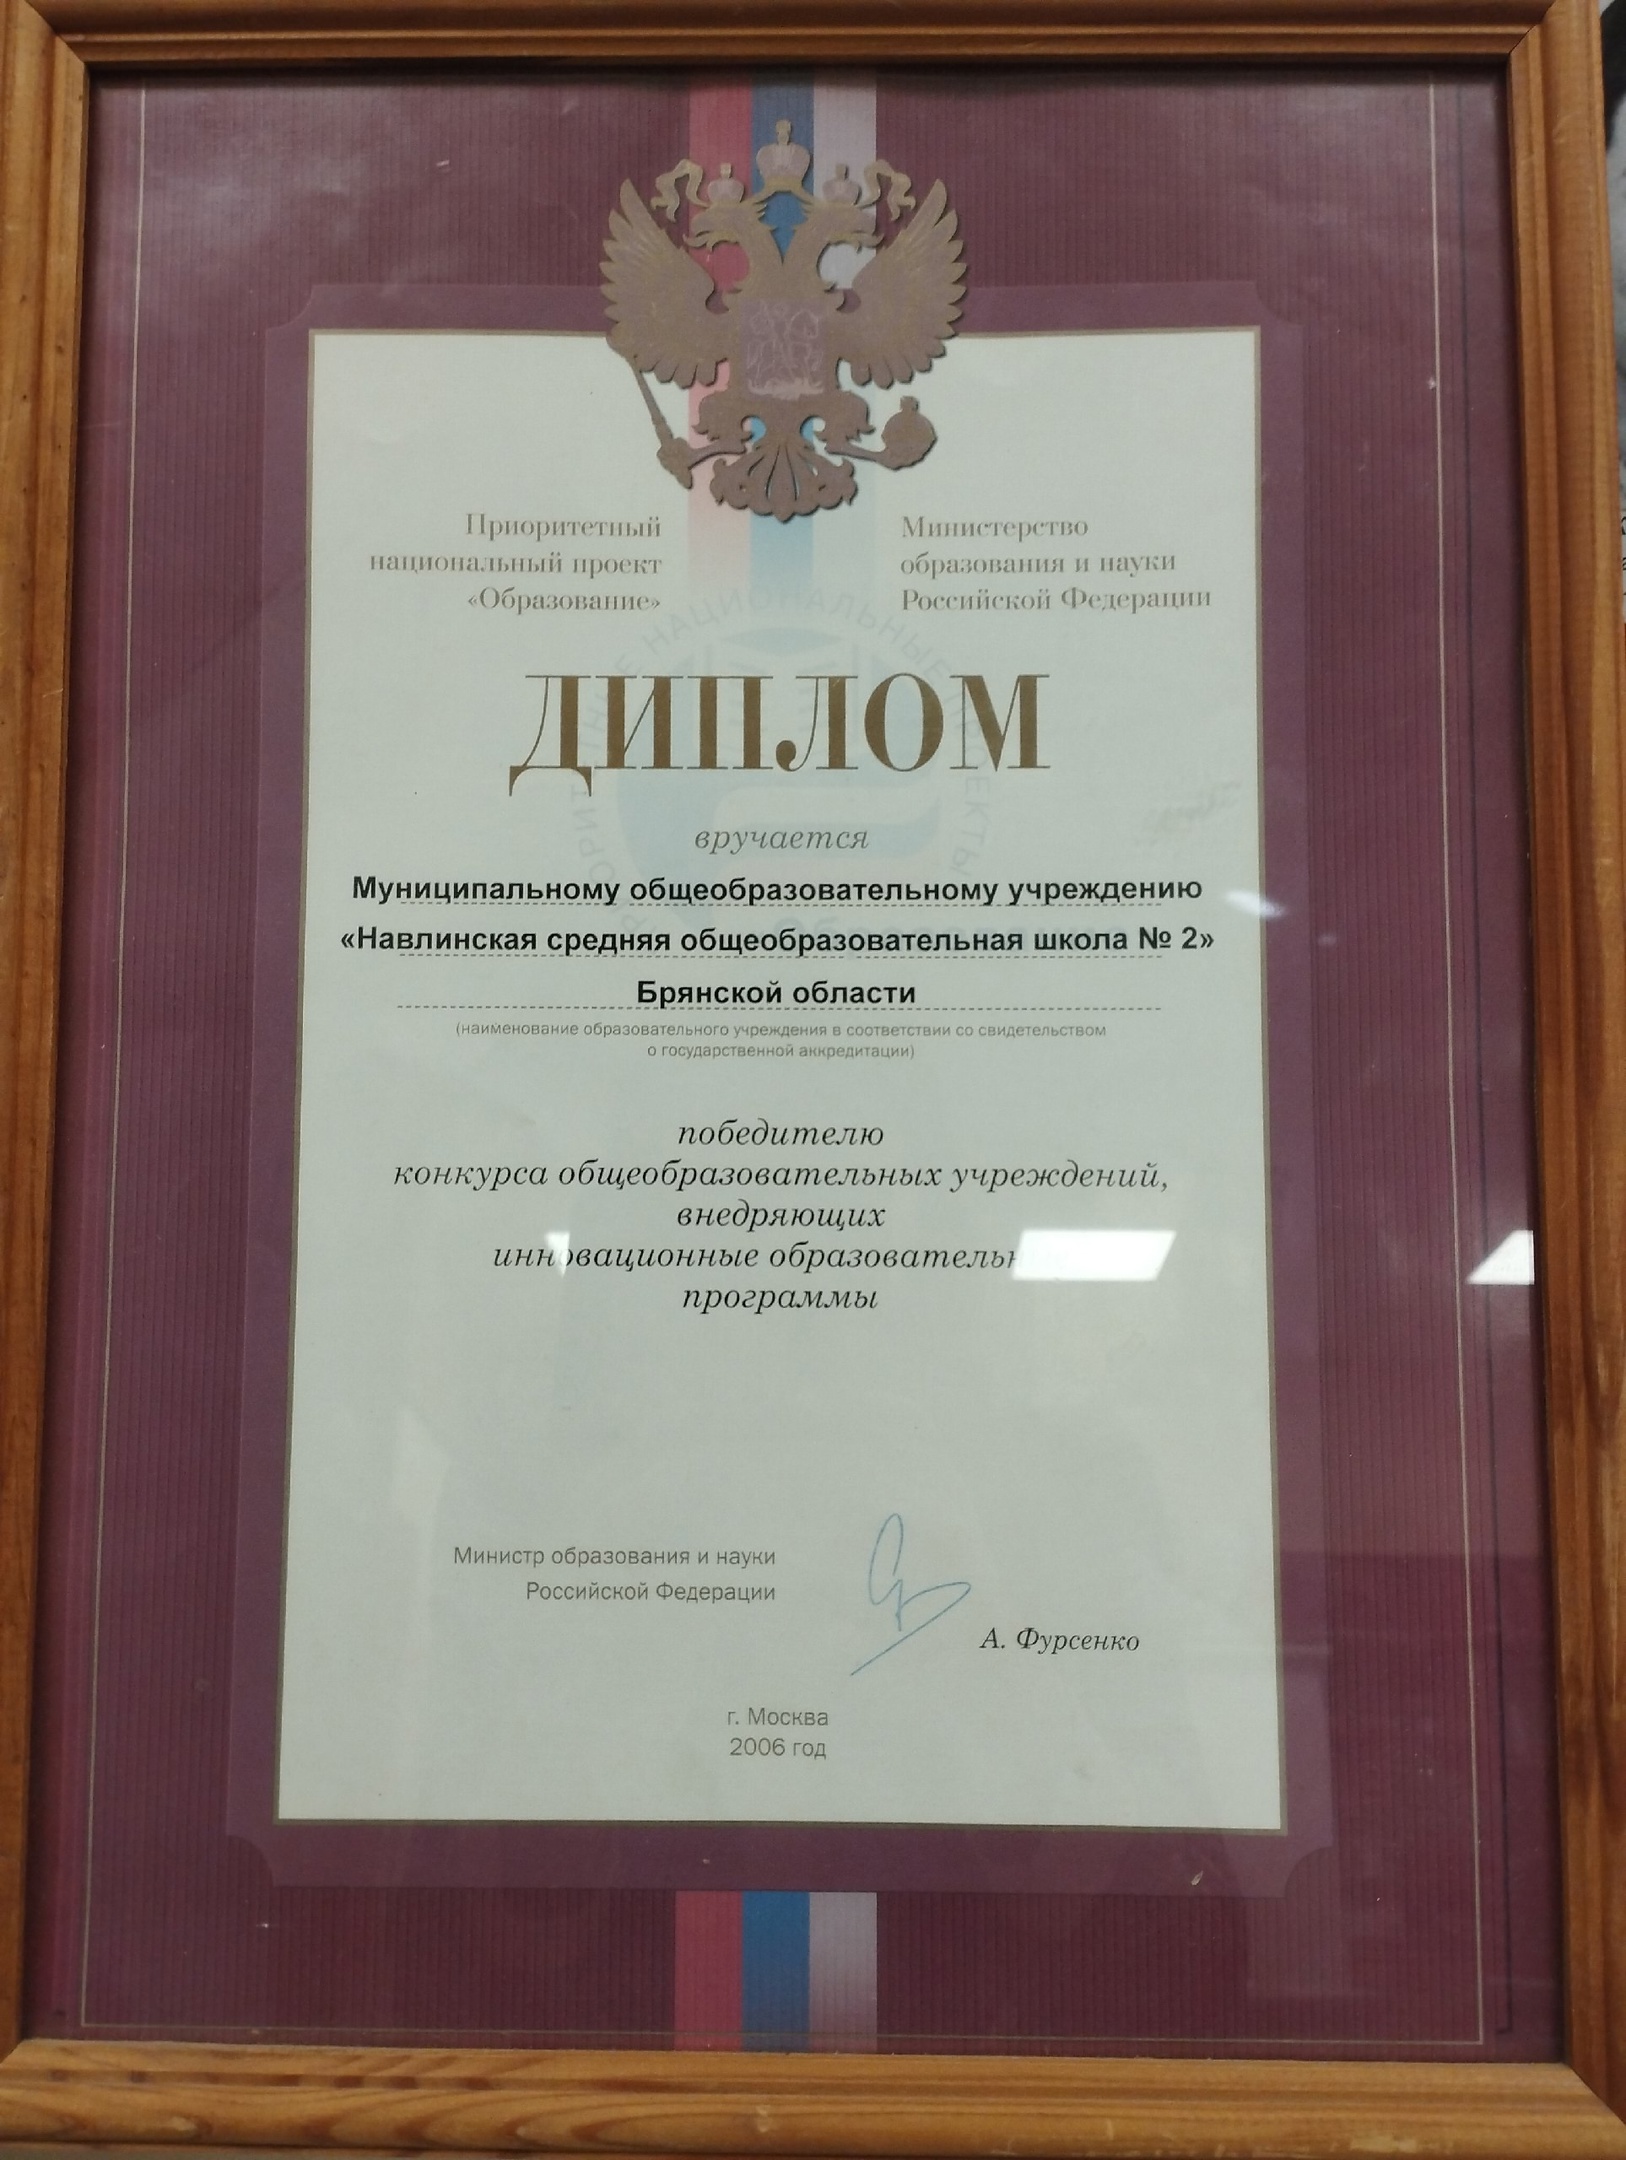 Приоритетный
национальный проект
«Образование»
Министерство
образования и науки
Российской Федерации
ДИПЛОМ
вручается
Муниципальному общеобразовательному учреждению
«Навлинская средняя общеобразовательная школа № 2»
Брянской области
(наименование образовательного учреждения в соответствии со свидетельством
о государственной аккредитации)
победителю
конкурса общеобразовательных учреждений,
внедряющих
инновационные
программы
Министр образования и науки
Российской Федерации
А. Фурсенко
г. Москва
2006 год